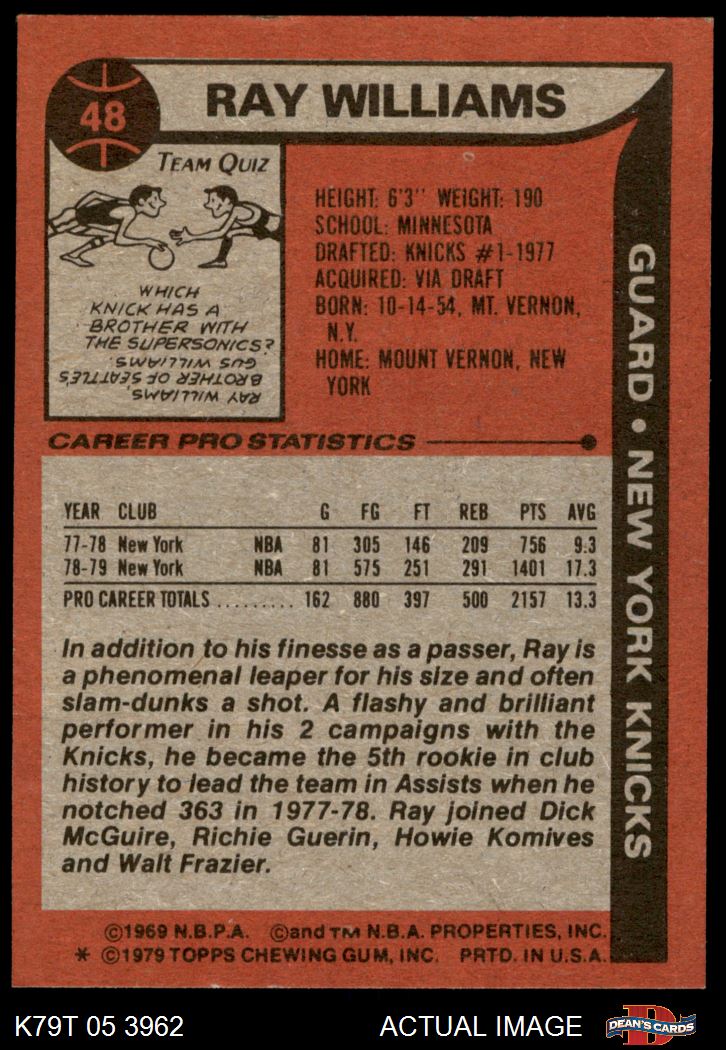 48
RAY WILLIAMS
TEAM QUIZ
WHICH
KNICK HAS A
BROTHER WITH
THE SUPERSONICS?
RAY WILLIAMS,
BROTHER OF SEATTLE'S
GUS WILLIAMS.
HEIGHT: 6'3" WEIGHT: 190
SCHOOL: MINNESOTA
DRAFTED: KNICKS #1-1977
ACQUIRED: VIA DRAFT
BORN: 10-14-54, MT. VERNON,
N.Y.
HOME: MOUNT VERNON, NEW
YORK
GUARD • NEW YORK KNICKS
CAREER PRO STATISTICS
YEAR CLUB G FG FT REB PTS AVG
77-78 New York NBA 81 305 146 209 756 9.3
78-79 New York NBA 81 575 251 291 1401 17.3
PRO CAREER TOTALS ......... 162 880 397 500 2157 13.3
In addition to his finesse as a passer, Ray is
a phenomenal leaper for his size and often
slam-dunks a shot. A flashy and brilliant
performer in his 2 campaigns with the
Knicks, he became the 5th rookie in club
history to lead the team in Assists when he
notched 363 in 1977-78. Ray joined Dick
McGuire, Richie Guerin, Howie Komives
and Walt Frazier.
©1969 N.B.P.A. ©and TM N.B.A. PROPERTIES, INC.
* ©1979 TOPPS CHEWING GUM, INC. PRTD. IN U.S.A.
K79T 05 3962 ACTUAL IMAGE
D
DEAN'S CARDS